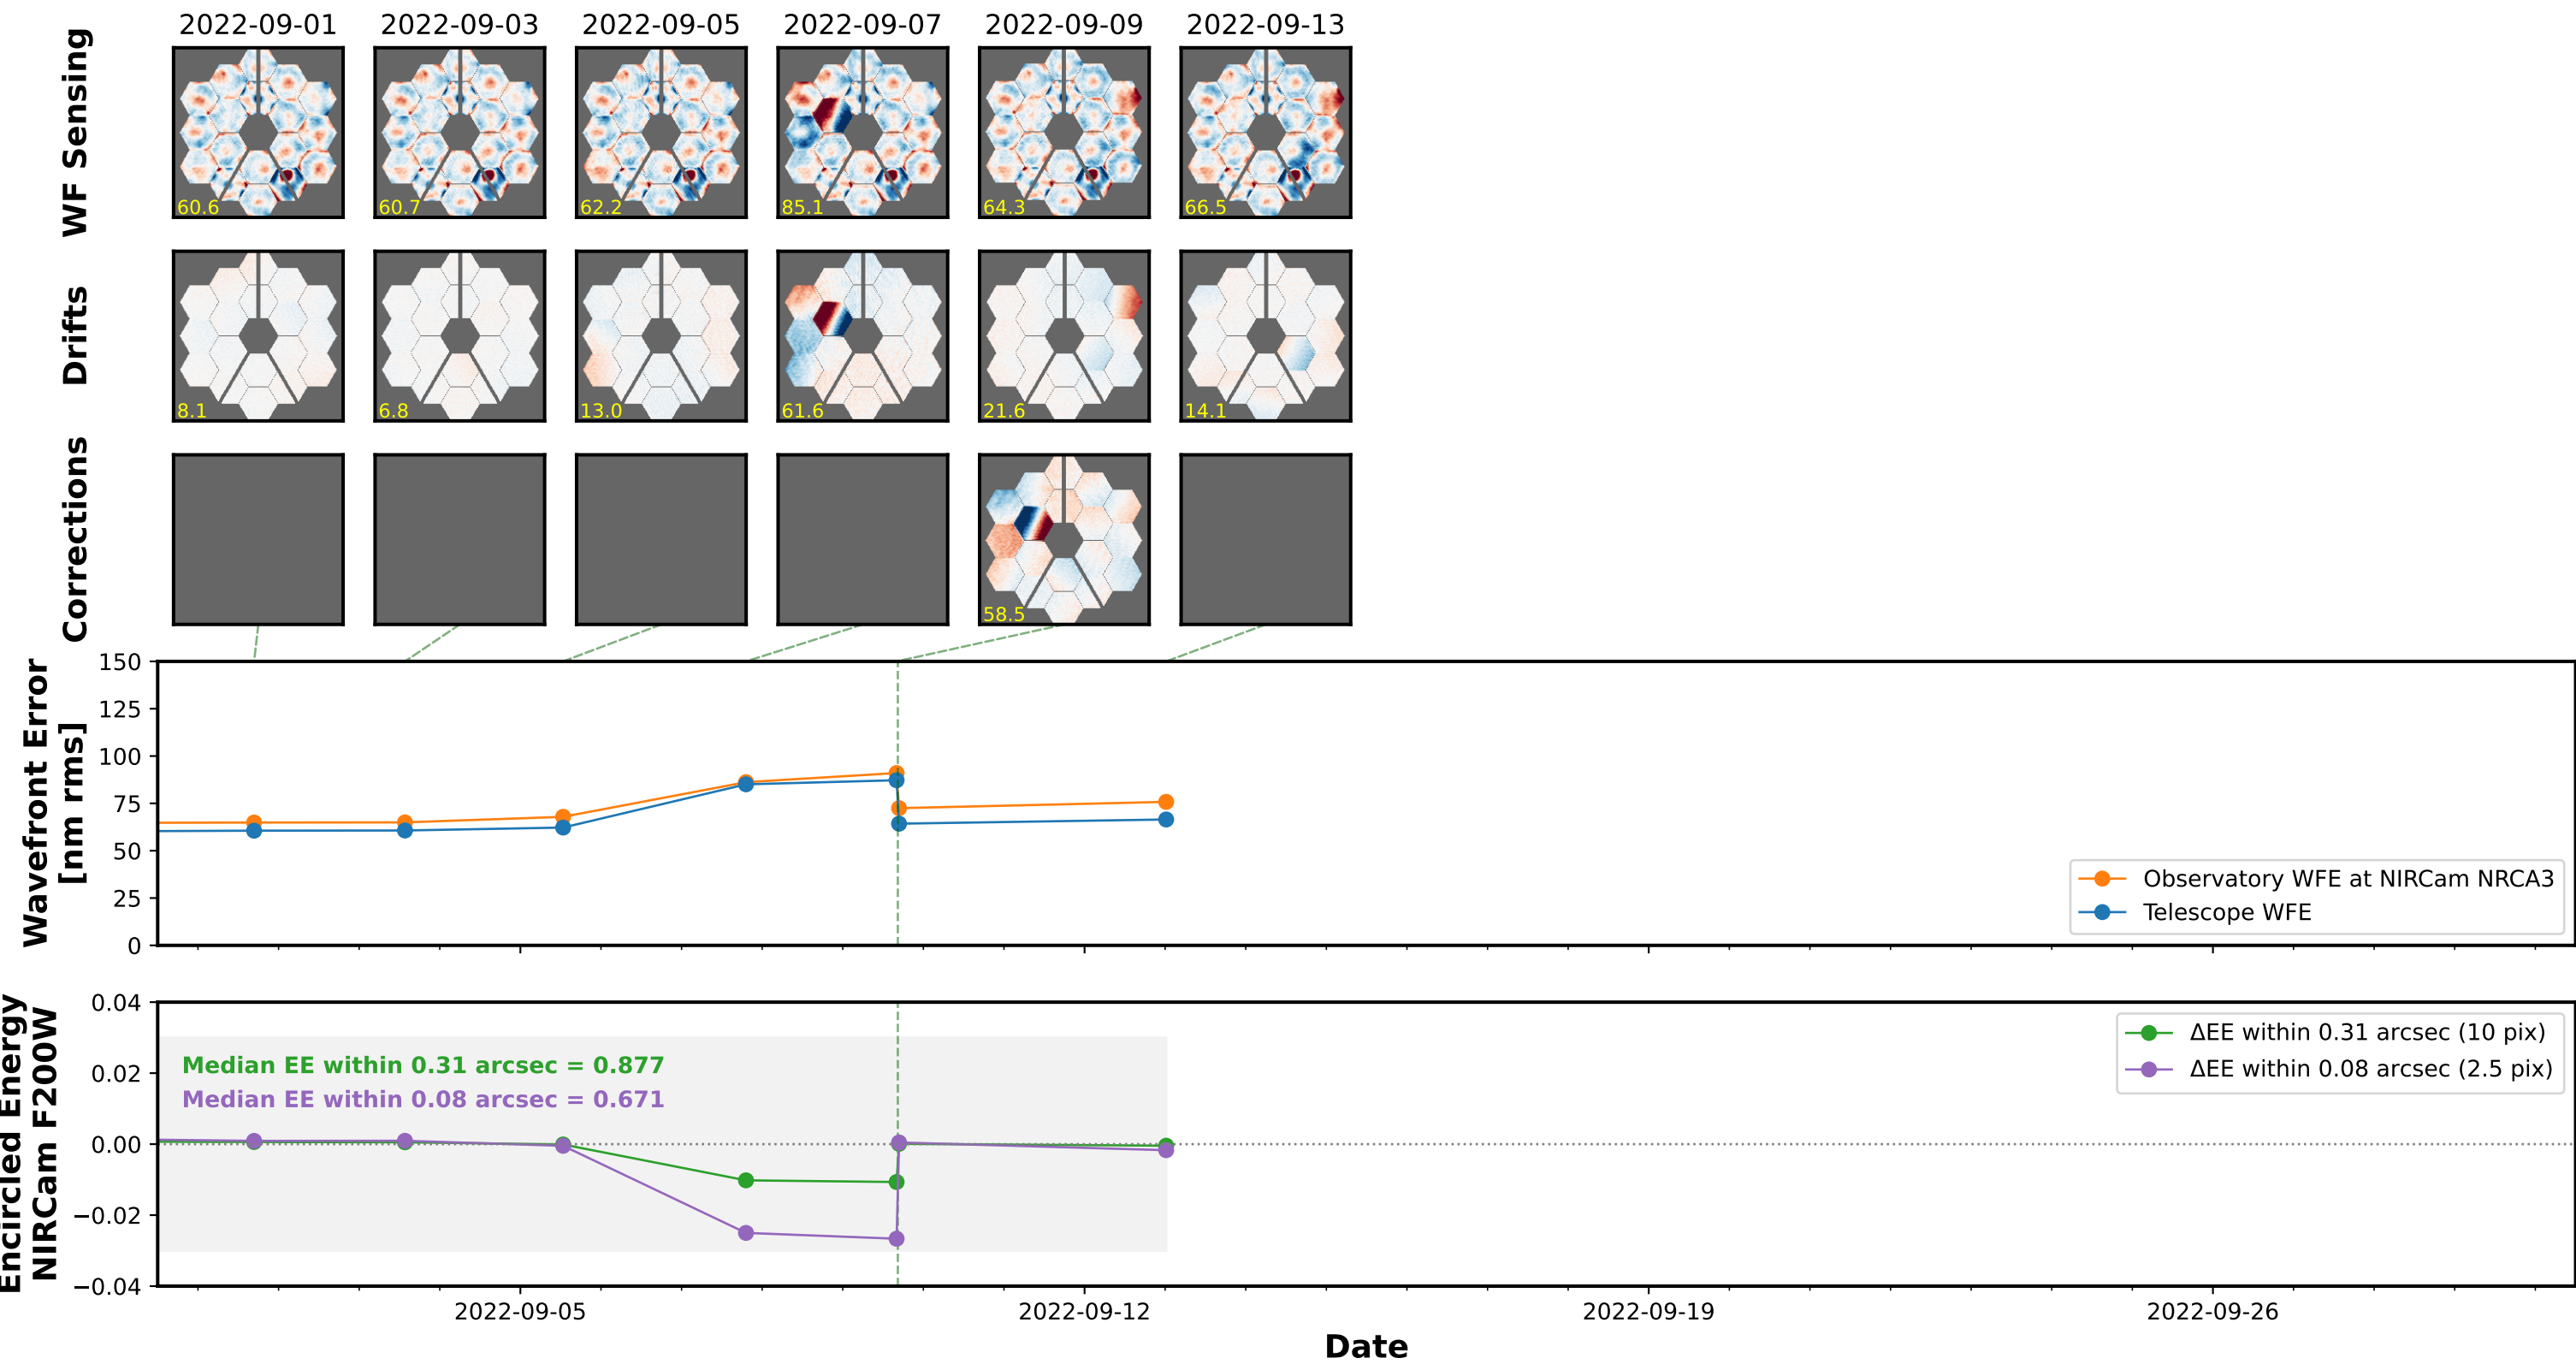 2022-09-01 2022-09-03 2022-09-05 2022-09-07 2022-09-09 2022-09-13
WF Sensing
60.6 60.7 62.2 85.1 64.3 66.5
Drifts
8.1 6.8 13.0 61.6 21.6 14.1
Corrections
58.5
Wavefront Error
[nm rms]
150
125
100
75
50
25
0
Observatory WFE at NIRCam NRCA3
Telescope WFE
Encircled Energy
NIRCam F200W
0.04
0.02
0.00
−0.02
−0.04
Median EE within 0.31 arcsec = 0.877
Median EE within 0.08 arcsec = 0.671
ΔEE within 0.31 arcsec (10 pix)
ΔEE within 0.08 arcsec (2.5 pix)
2022-09-05 2022-09-12 2022-09-19 2022-09-26
Date